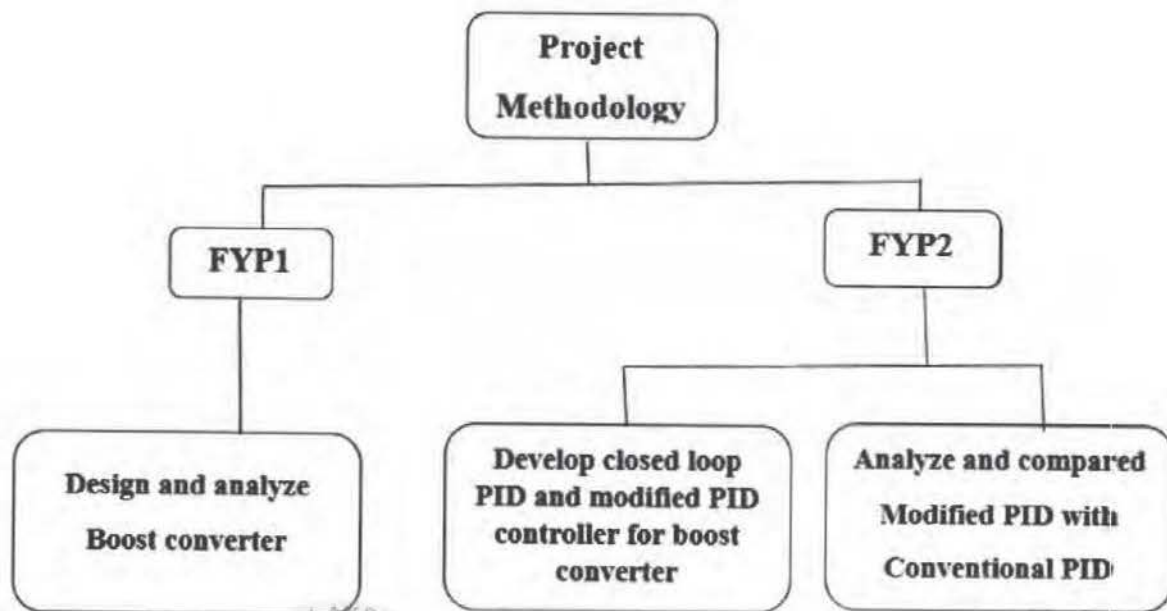 Project
Methodology
FYP1
FYP2
Design and analyze
Boost converter
Develop closed loop
PID and modified PID
controller for boost
converter
Analyze and compared
Modified PID with
Conventional PID